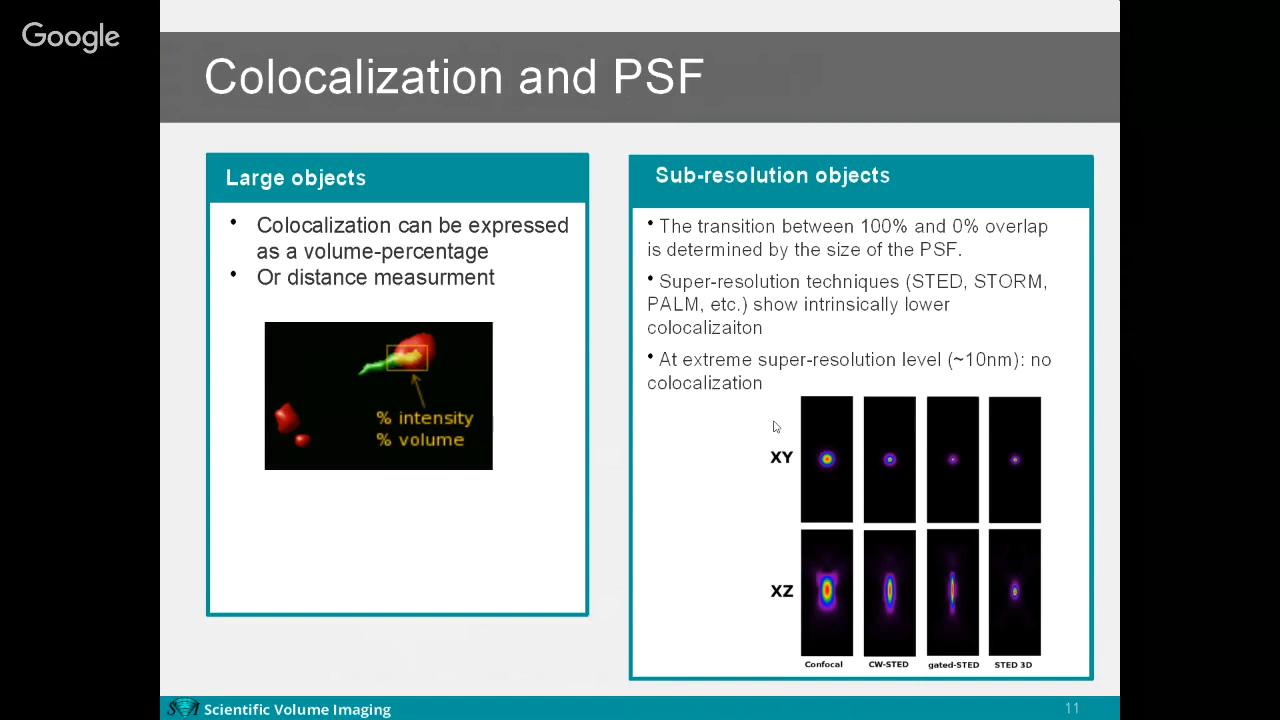 Google
Colocalization and PSF
Large objects
• Colocalization can be expressed
as a volume-percentage
• Or distance measurment
% intensity
% volume
Sub-resolution objects
• The transition between 100% and 0% overlap
is determined by the size of the PSF.
• Super-resolution techniques (STED, STORM,
PALM, etc.) show intrinsically lower
colocalizaiton
• At extreme super-resolution level (~10nm): no
colocalization
XY
XZ
Confocal CW-STED gated-STED STED 3D
SVI Scientific Volume Imaging
11